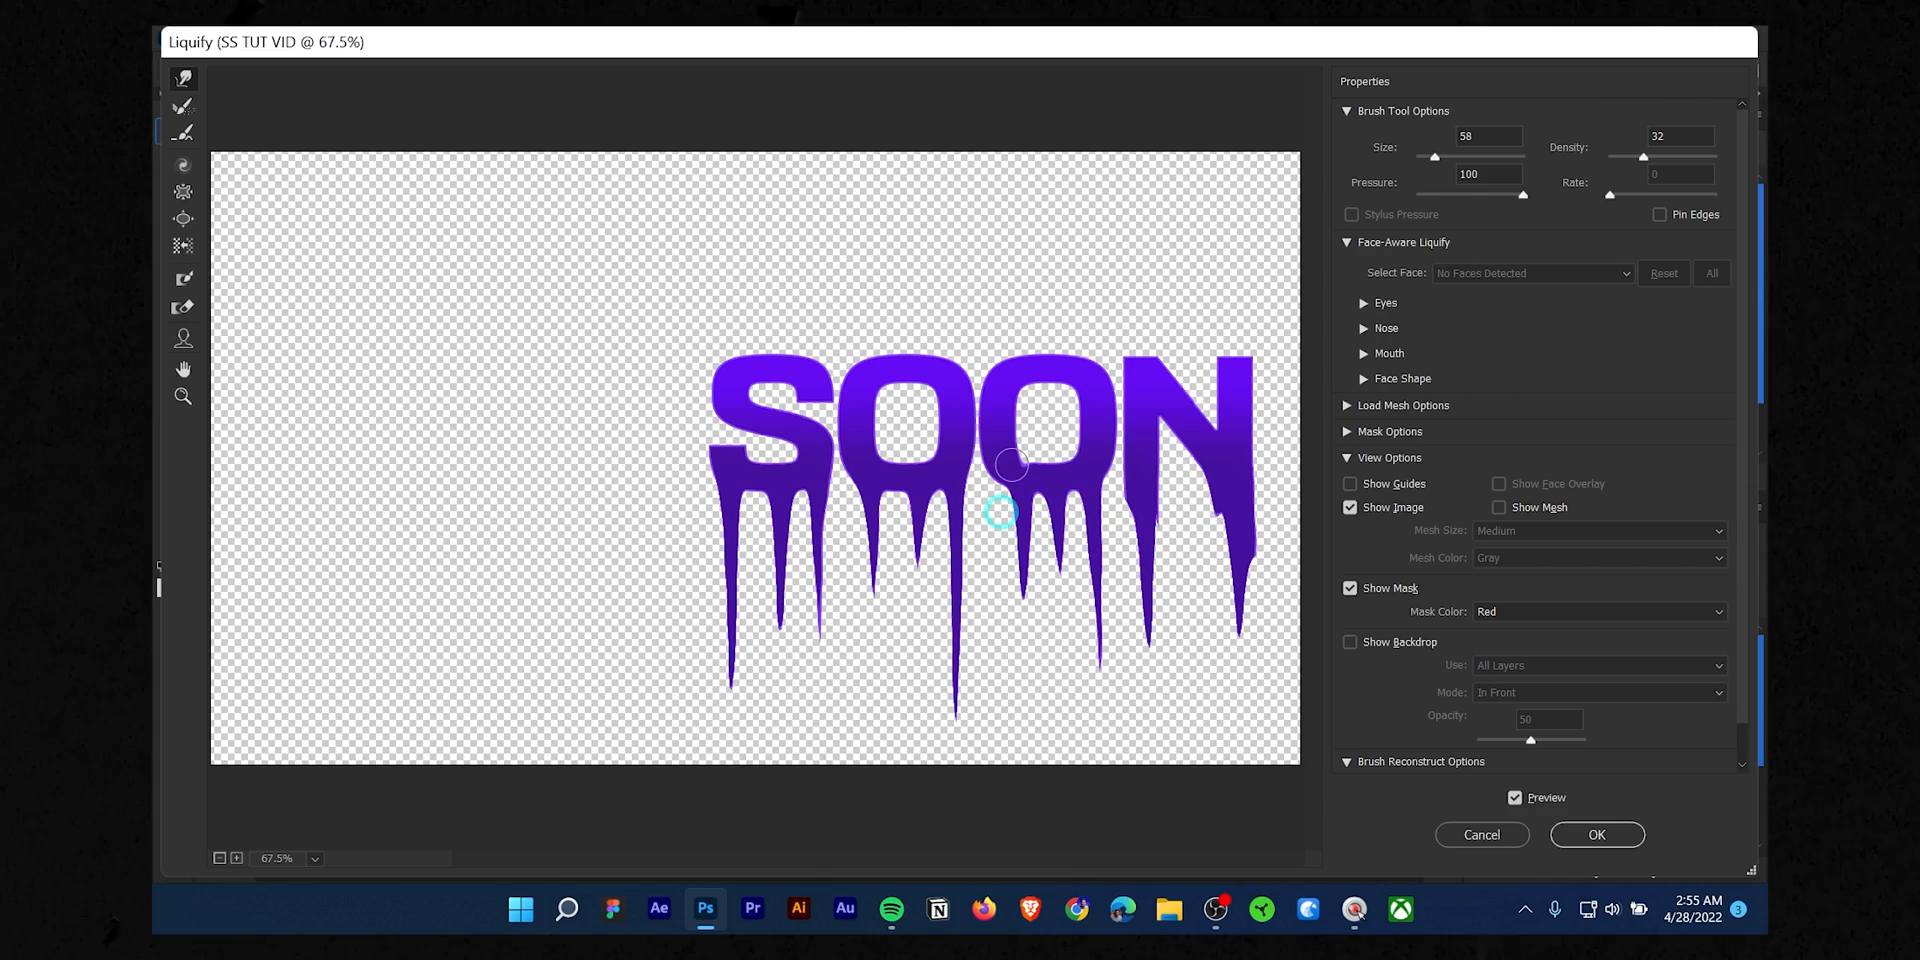 Liquify (SS TUT VID @ 67.5%)
Properties
Brush Tool Options
Size: 58 Density: 32
Pressure: 100 Rate: 0
Stylus Pressure Pin Edges
Face-Aware Liquify
Select Face: No Faces Detected Reset All
Eyes
Nose
Mouth
Face Shape
Load Mesh Options
Mask Options
View Options
Show Guides Show Face Overlay
Show Image Show Mesh
Mesh Size: Medium
Mesh Color: Gray
Show Mask
Mask Color: Red
Show Backdrop
Use: All Layers
Mode: In Front
Opacity: 50
Brush Reconstruct Options
Preview
Cancel OK
SOON
67.5%
Ae Ps Pr Ai Au
2:55 AM
4/28/2022 3